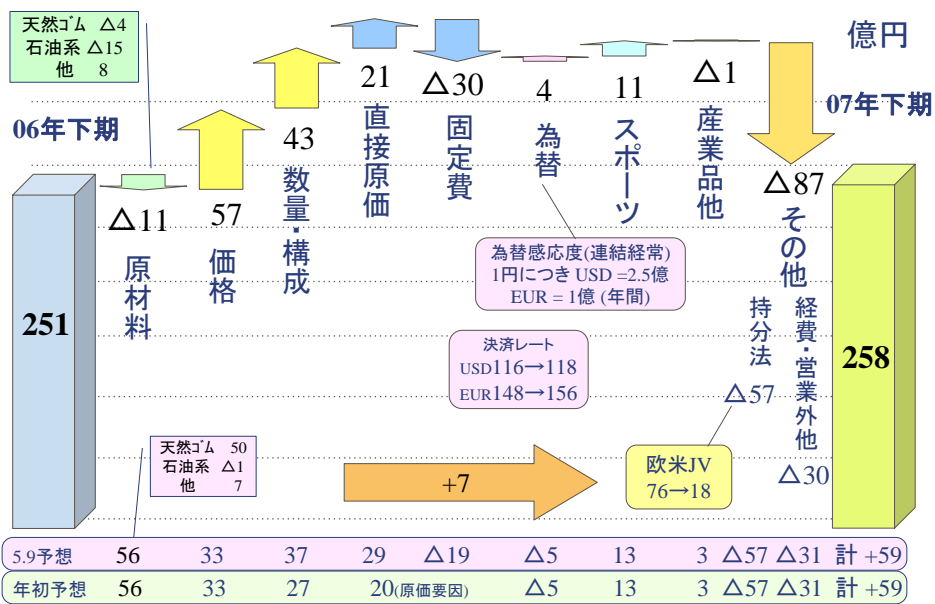 天然ゴム △4
石油系 △15
他 8
億円
06年下期
07年下期
△11
原材料
57
価格
43
数量・構成
21
直接原価
△30
固定費
4
為替
11
スポーツ
△1
産業品他
△87
その他
持分法
△57
経費・営業外他
△30
251
258
為替感応度(連結経常)
1円につき USD =2.5億
EUR = 1億 (年間)
決済レート
USD116→118
EUR148→156
欧米JV
76→18
天然ゴム 50
石油系 △1
他 7
+7
5.9予想 56 33 37 29 △19 △5 13 3 △57 △31 計 +59
年初予想 56 33 27 20(原価要因) △5 13 3 △57 △31 計 +59